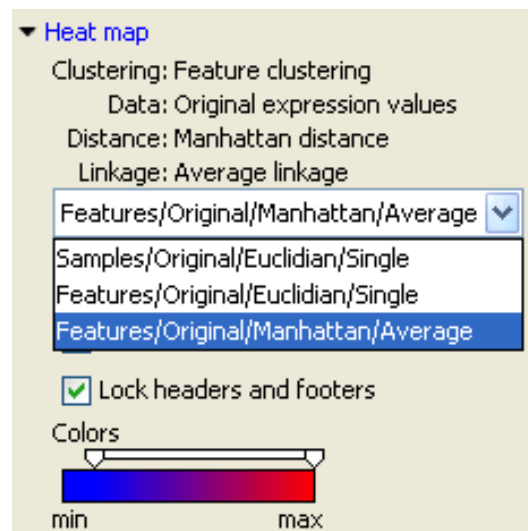 Heat map
Clustering: Feature clustering
Data: Original expression values
Distance: Manhattan distance
Linkage: Average linkage
Features/Original/Manhattan/Average
Samples/Original/Euclidian/Single
Features/Original/Euclidian/Single
Features/Original/Manhattan/Average
Lock headers and footers
Colors
min max